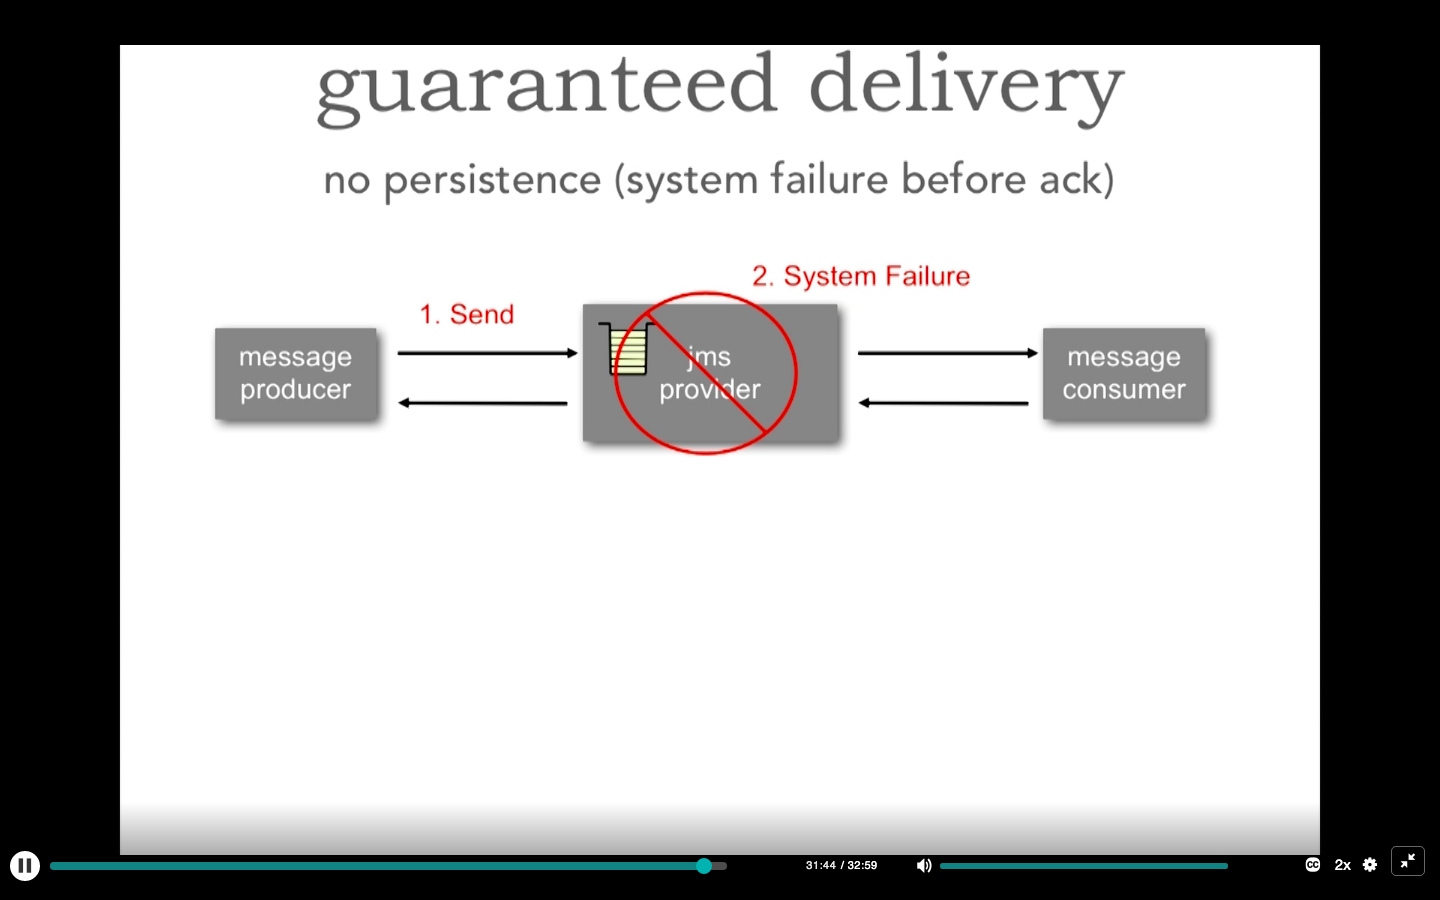 guaranteed delivery
no persistence (system failure before ack)
2. System Failure
1. Send
message
producer
jms
provider
message
consumer
31:44 / 32:59
CC
2x